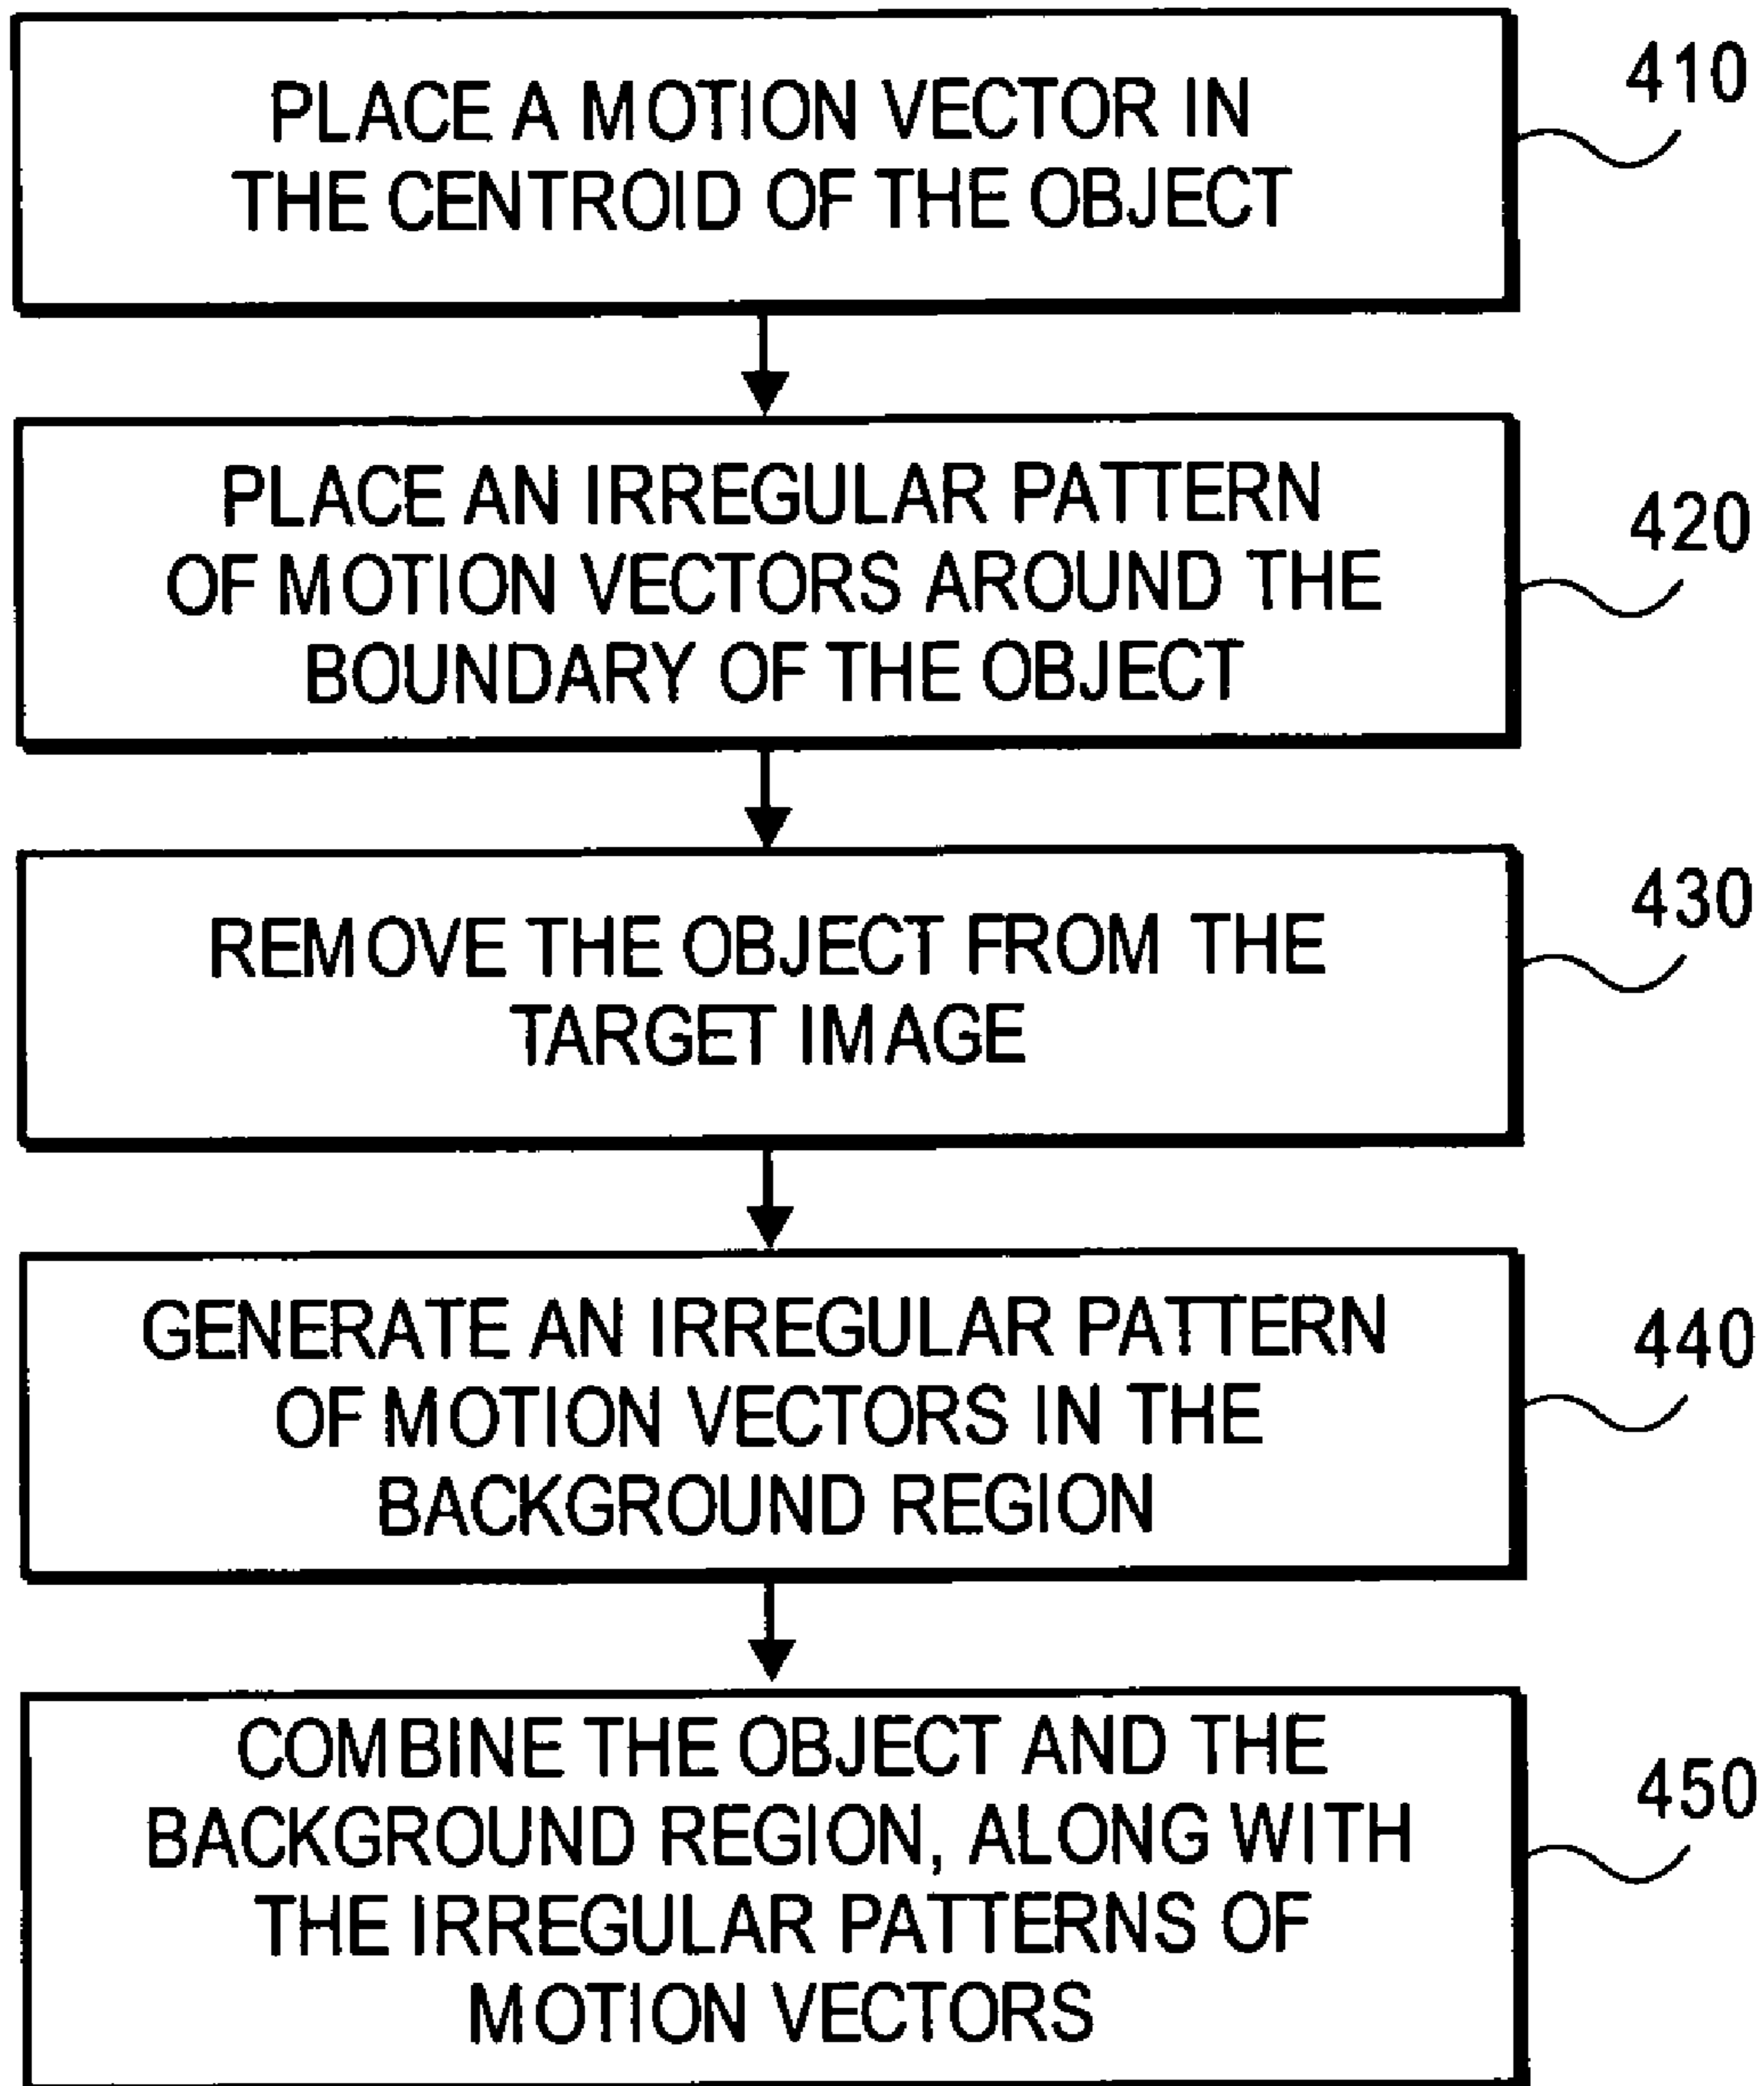 PLACE A MOTION VECTOR IN
THE CENTROID OF THE OBJECT
410
PLACE AN IRREGULAR PATTERN
OF MOTION VECTORS AROUND THE
BOUNDARY OF THE OBJECT
420
REMOVE THE OBJECT FROM THE
TARGET IMAGE
430
GENERATE AN IRREGULAR PATTERN
OF MOTION VECTORS IN THE
BACKGROUND REGION
440
COMBINE THE OBJECT AND THE
BACKGROUND REGION, ALONG WITH
THE IRREGULAR PATTERNS OF
MOTION VECTORS
450